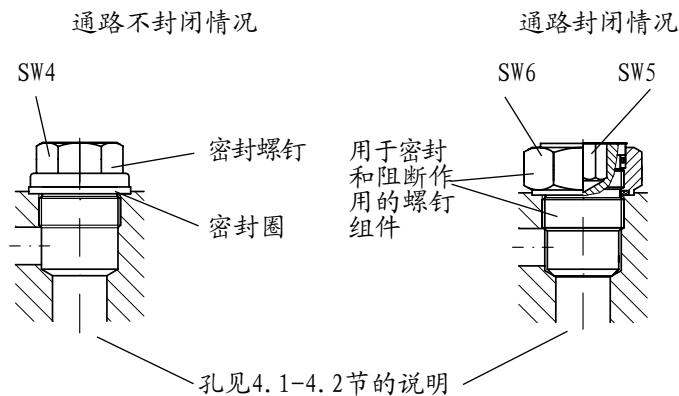 通路不封闭情况
通路封闭情况
SW4
SW6
SW5
密封螺钉
密封圈
用于密封
和阻断作
用的螺钉
组件
孔见4.1-4.2节的说明